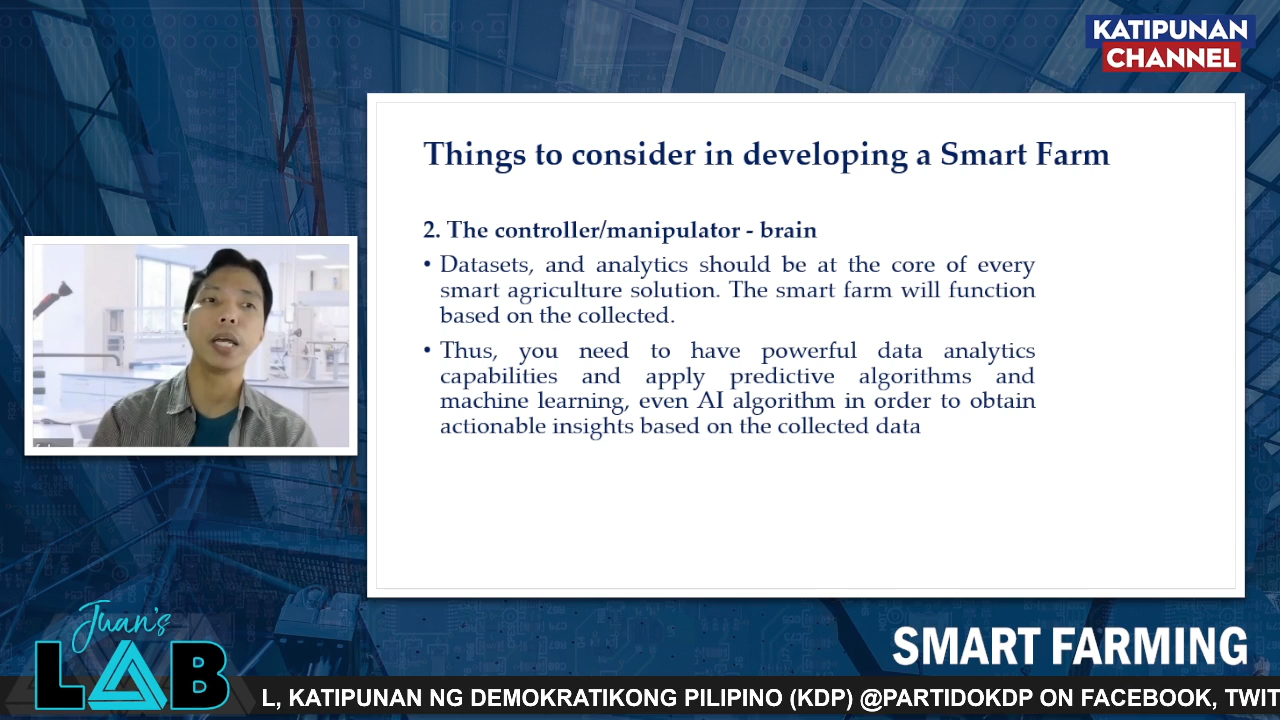 KATIPUNAN
CHANNEL
Things to consider in developing a Smart Farm
2. The controller/manipulator - brain
• Datasets, and analytics should be at the core of every
smart agriculture solution. The smart farm will function
based on the collected.
• Thus, you need to have powerful data analytics
capabilities and apply predictive algorithms and
machine learning, even AI algorithm in order to obtain
actionable insights based on the collected data
Juan's
LAB
SMART FARMING
L, KATIPUNAN NG DEMOKRATIKONG PILIPINO (KDP) @PARTIDOKDP ON FACEBOOK, TWIT